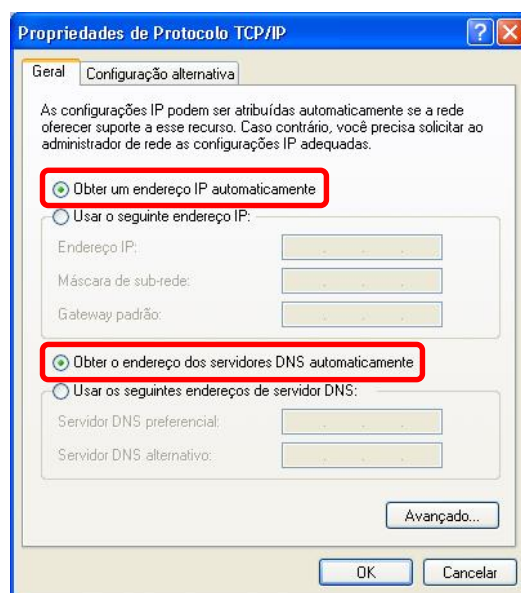 Propriedades de Protocolo TCP/IP
Geral
Configuração alternativa
As configurações IP podem ser atribuídas automaticamente se a rede
oferecer suporte a esse recurso. Caso contrário, você precisa solicitar ao
administrador de rede as configurações IP adequadas.
Obter um endereço IP automaticamente
Usar o seguinte endereço IP:
Endereço IP:
Máscara de sub-rede:
Gateway padrão:
Obter o endereço dos servidores DNS automaticamente
Usar os seguintes endereços de servidor DNS:
Servidor DNS preferencial:
Servidor DNS alternativo:
Avançado...
OK
Cancelar